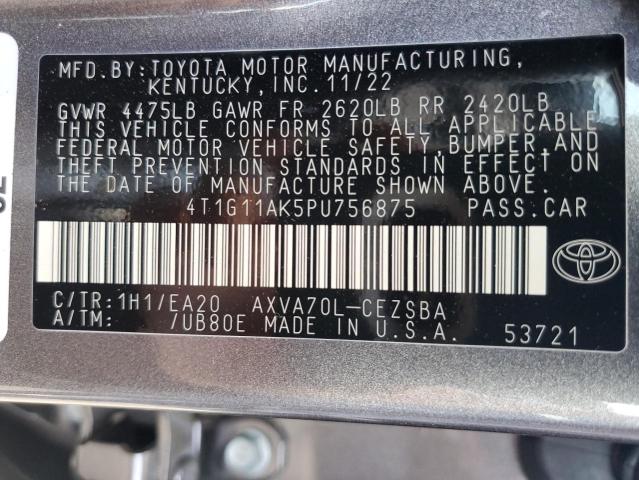 MFD.BY:TOYOTA MOTOR MANUFACTURING,
KENTUCKY, INC. 11/22
GVWR 4475LB GAWR FR 2620LB RR 2420LB
THIS VEHICLE CONFORMS TO ALL APPLICABLE
FEDERAL MOTOR VEHICLE SAFETY BUMPER,AND
THEFT PREVENTION STANDARDS IN EFFECT ON
THE DATE OF MANUFACTURE SHOWN ABOVE.
4T1G11AK5PU756875 PASS.CAR
C/TR:1H1/EA20 AXVA70L-CEZSBA
A/TM: /UB80E MADE IN U.S.A. 53721